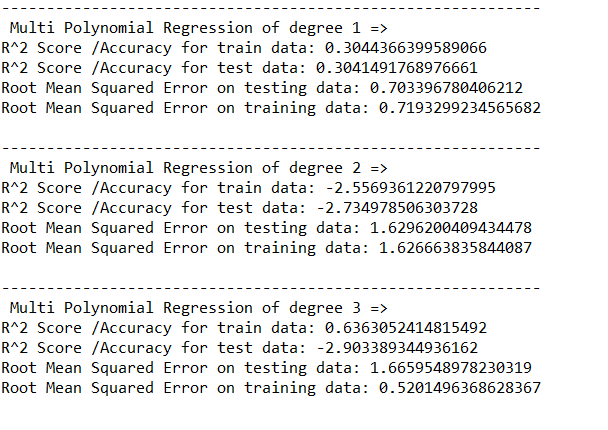 ------------------------------------------------------------
Multi Polynomial Regression of degree 1 =>
R^2 Score /Accuracy for train data: 0.3044366399589066
R^2 Score /Accuracy for test data: 0.3041491768976661
Root Mean Squared Error on testing data: 0.703396780406212
Root Mean Squared Error on training data: 0.7193299234565682
------------------------------------------------------------
Multi Polynomial Regression of degree 2 =>
R^2 Score /Accuracy for train data: -2.5569361220797995
R^2 Score /Accuracy for test data: -2.734978506303728
Root Mean Squared Error on testing data: 1.6296200409434478
Root Mean Squared Error on training data: 1.626663835844087
------------------------------------------------------------
Multi Polynomial Regression of degree 3 =>
R^2 Score /Accuracy for train data: 0.6363052414815492
R^2 Score /Accuracy for test data: -2.903389344936162
Root Mean Squared Error on testing data: 1.6659548978230319
Root Mean Squared Error on training data: 0.5201496368628367